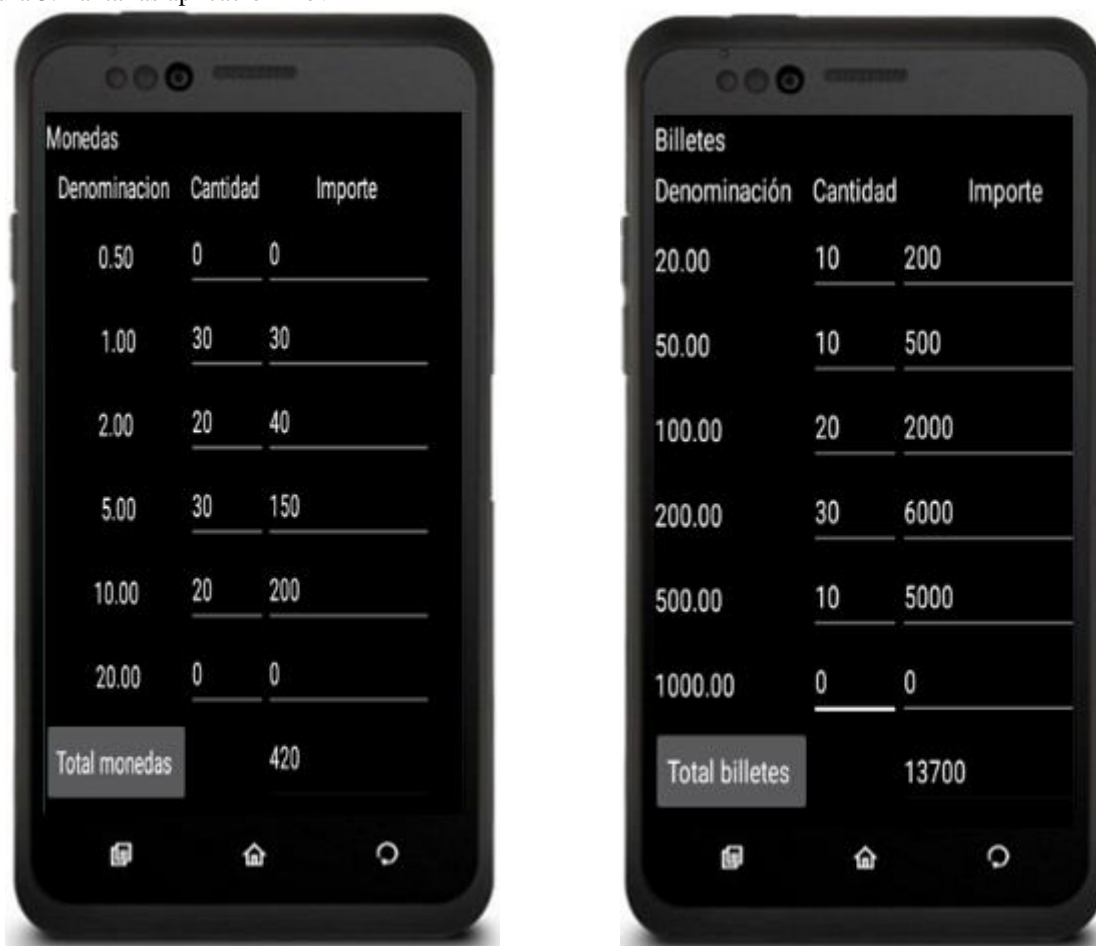 Monedas
Denominacion Cantidad Importe
0.50 0 0
1.00 30 30
2.00 20 40
5.00 30 150
10.00 20 200
20.00 0 0
Total monedas 420
Billetes
Denominación Cantidad Importe
20.00 10 200
50.00 10 500
100.00 20 2000
200.00 30 6000
500.00 10 5000
1000.00 0 0
Total billetes 13700